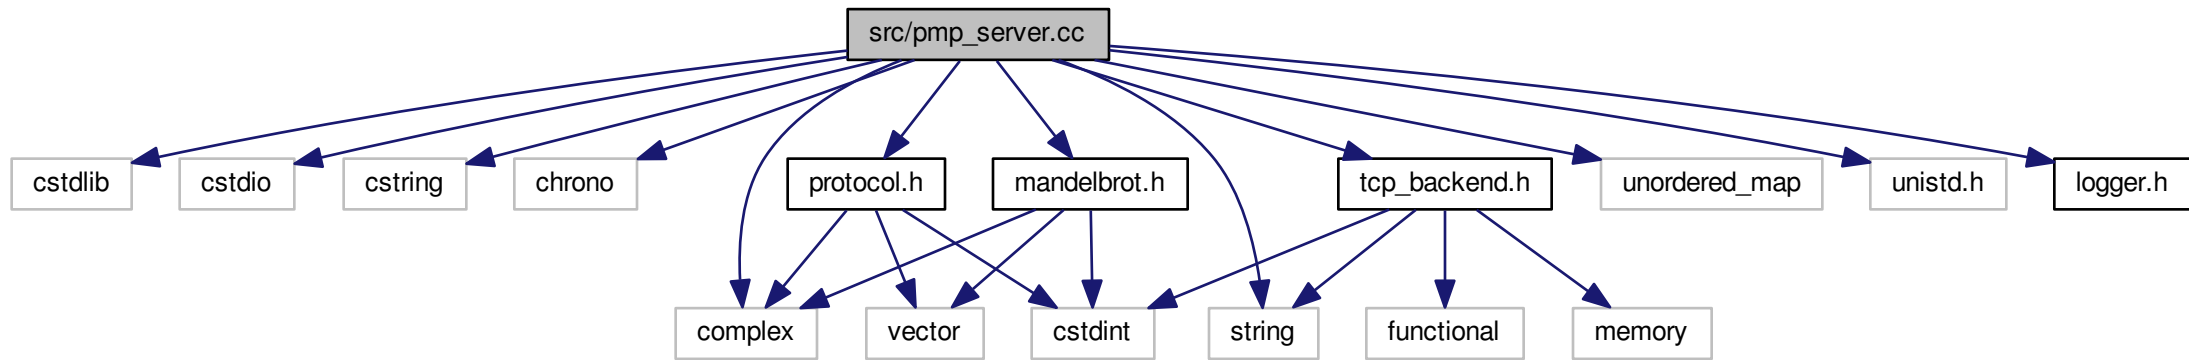 src/pmp_server.cc
cstdlib
cstdio
cstring
chrono
protocol.h
mandelbrot.h
tcp_backend.h
unordered_map
unistd.h
logger.h
complex
vector
cstdint
string
functional
memory